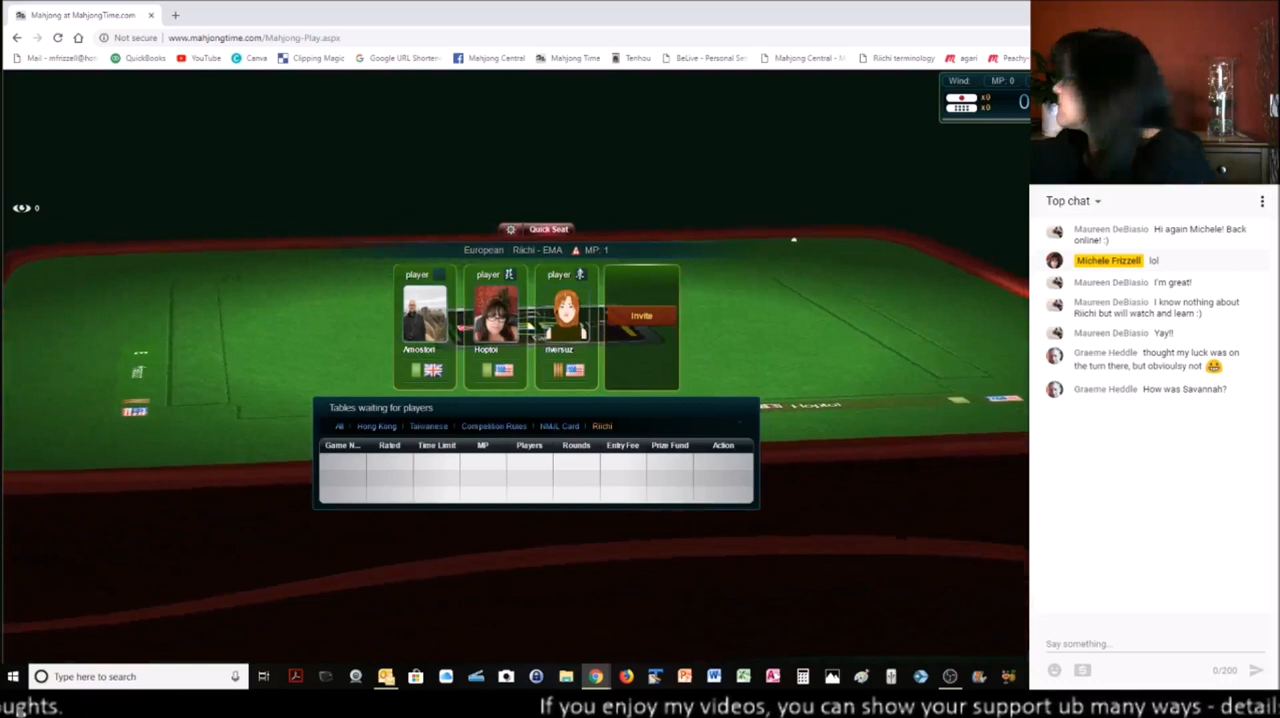 Mahjong at MahjongTime.com
Not secure | www.mahjongtime.com/Mahjong-Play.aspx
Mail - mfrizzell@ho
QuickBooks
YouTube
Canva
Clipping Magic
Google URL Shorten
Mahjong Central
Mahjong Time
Tenhou
BeLive - Personal Se
Mahjong Central - M
Riichi terminology
agari
Peachy
Wind: MP: 0
x0
x0
0
0
Quick Seat
European Riichi - EMA MP: 1
player
player
player
Invite
Amostori
Hoptoi
riversuz
Hoptoi
Tables waiting for players
All Hong Kong Taiwanese Competition Rules NMJL Card Riichi
Game N... Rated Time Limit MP Players Rounds Entry Fee Prize Fund Action
Top chat
Maureen DeBiasio Hi again Michele! Back
online! :)
Michele Frizzell lol
Maureen DeBiasio I'm great!
Maureen DeBiasio I know nothing about
Riichi but will watch and learn :)
Maureen DeBiasio Yay!!
Graeme Heddle thought my luck was on
the turn there, but obvioulsy not
Graeme Heddle How was Savannah?
Say something...
0/200
Type here to search
oughts.
If you enjoy my videos, you can show your support ub many ways - detail